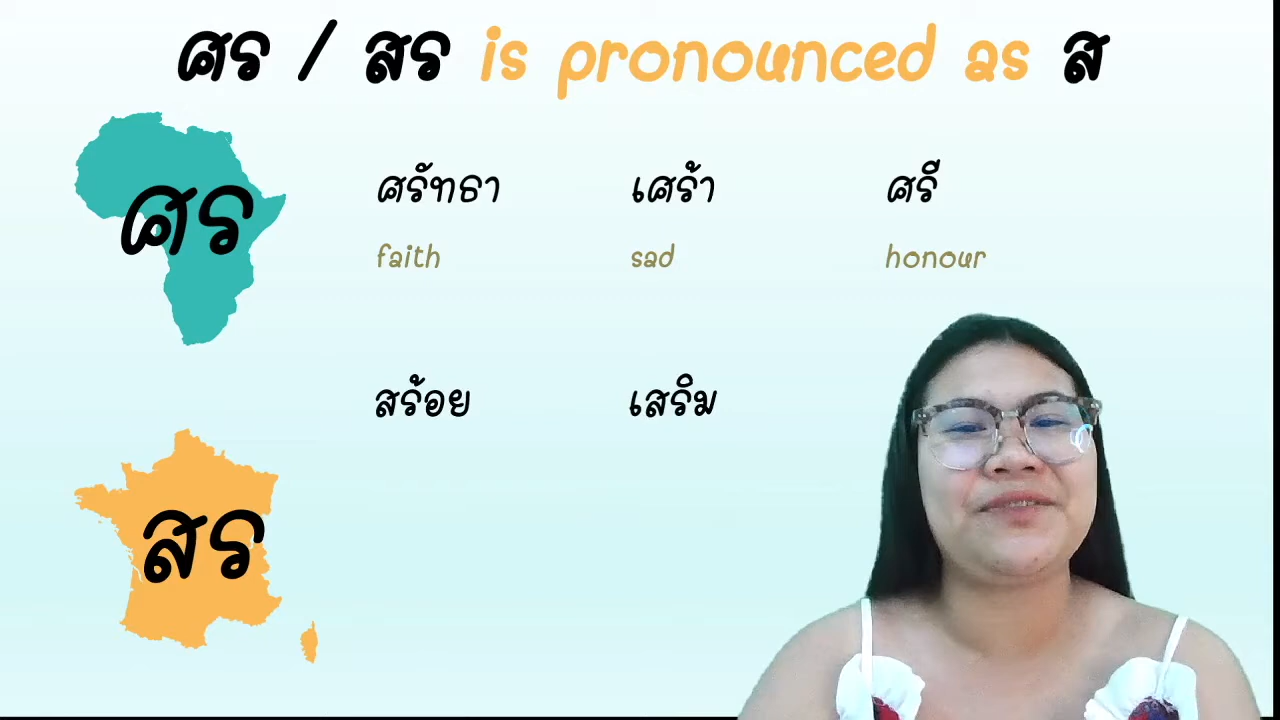 ศร / สร is pronounced as ส
ศร
ศรัทธา เศร้า ศรี
faith sad honour
สร้อย เสริม
สร